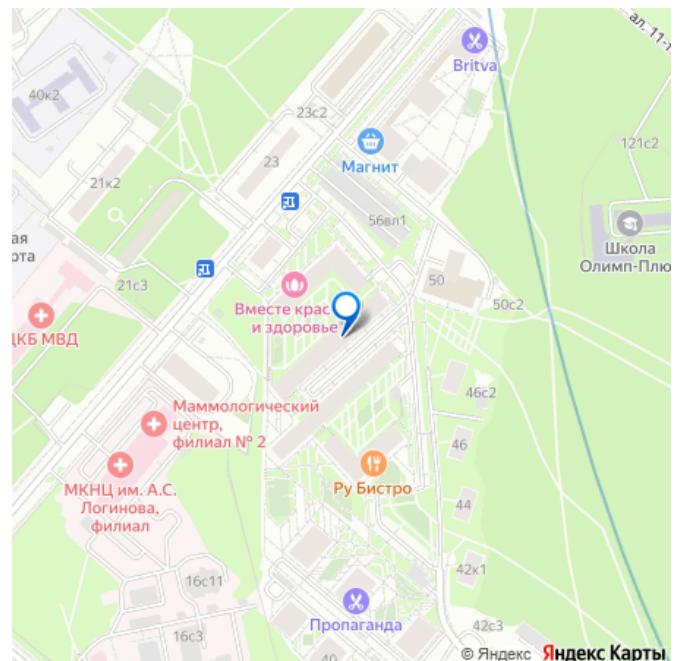 ал. 11-
Britva
40к2
23с2
Магнит
23
121с2
21к2
56вл1
Школа
Олимп-Плю
21с3
50
50с2
Вместе крас
и здоровье
ЦКБ МВД
46с2
Маммологический
центр,
филиал № 2
46
МКНЦ им. А.С.
Логинова,
филиал
Ру Бистро
44
42к1
16с11
Пропаганда
16с3
42с3
40
© Яндекс Яндекс Карты